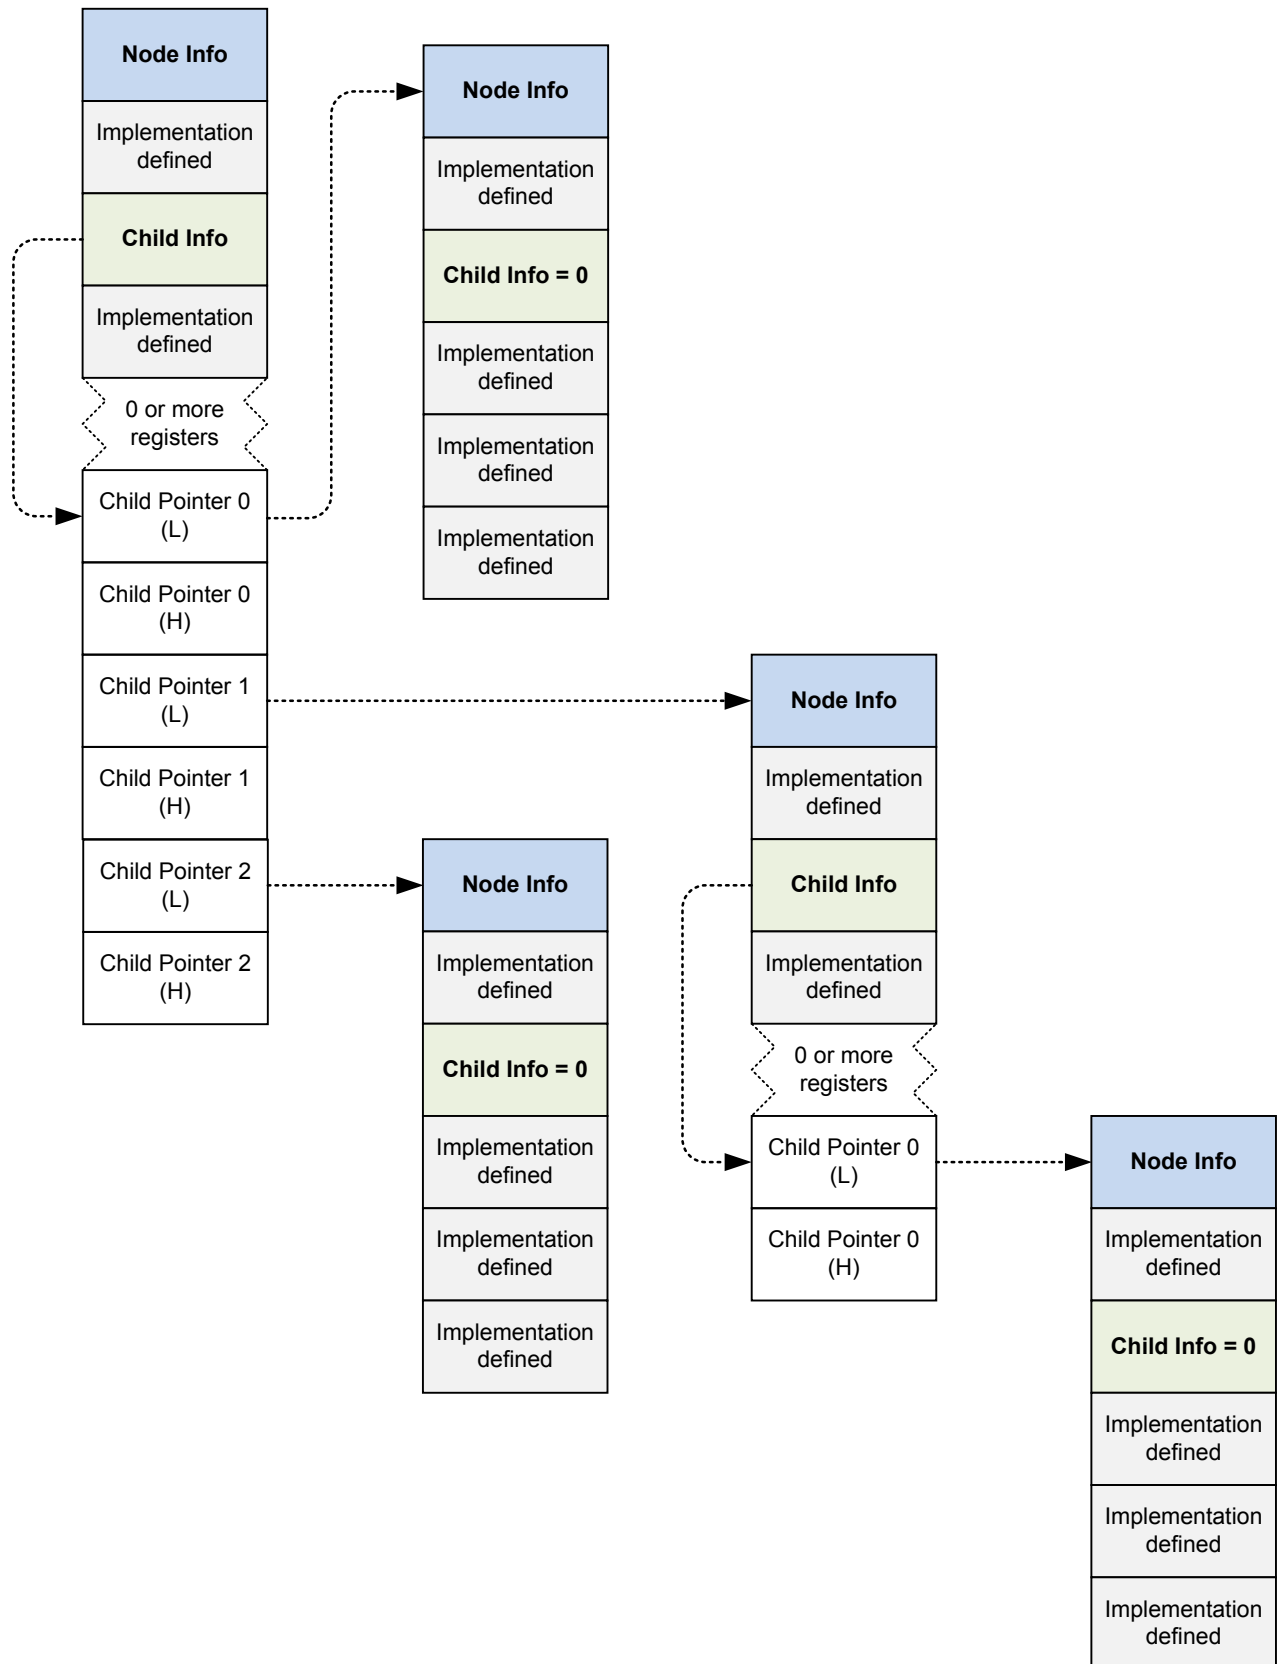 Node Info
Implementation
defined
Child Info
Implementation
defined
0 or more
registers
Child Pointer 0
(L)
Child Pointer 0
(H)
Child Pointer 1
(L)
Child Pointer 1
(H)
Child Pointer 2
(L)
Child Pointer 2
(H)
Node Info
Implementation
defined
Child Info = 0
Implementation
defined
Implementation
defined
Implementation
defined
Node Info
Implementation
defined
Child Info = 0
Implementation
defined
Implementation
defined
Implementation
defined
Node Info
Implementation
defined
Child Info
Implementation
defined
0 or more
registers
Child Pointer 0
(L)
Child Pointer 0
(H)
Node Info
Implementation
defined
Child Info = 0
Implementation
defined
Implementation
defined
Implementation
defined